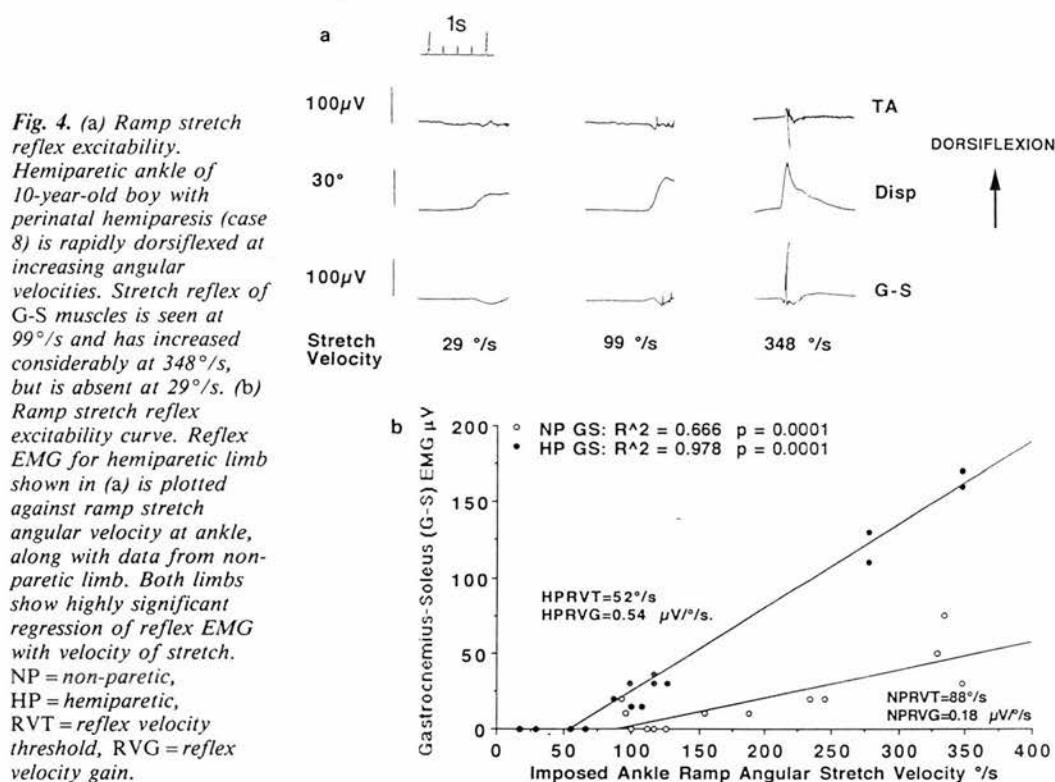 Fig. 4. (a) Ramp stretch
reflex excitability.
Hemiparetic ankle of
10-year-old boy with
perinatal hemiparesis (case
8) is rapidly dorsiflexed at
increasing angular
velocities. Stretch reflex of
G-S muscles is seen at
99°/s and has increased
considerably at 348°/s,
but is absent at 29°/s. (b)
Ramp stretch reflex
excitability curve. Reflex
EMG for hemiparetic limb
shown in (a) is plotted
against ramp stretch
angular velocity at ankle,
along with data from non-
paretic limb. Both limbs
show highly significant
regression of reflex EMG
with velocity of stretch.
NP = non-paretic,
HP = hemiparetic,
RVT = reflex velocity
threshold, RVG = reflex
velocity gain.
a
1s
100µV
TA
DORSIFLEXION
30°
Disp
100µV
G-S
Stretch
Velocity
29 °/s
99 °/s
348 °/s
b
NP GS: R^2 = 0.666 p = 0.0001
HP GS: R^2 = 0.978 p = 0.0001
Gastrocnemius-Soleus (G-S) EMG µV
200
150
100
50
0
HPRVT=52°/s
HPRVG=0.54 µV/°/s.
NPRVT=88°/s
NPRVG=0.18 µV/°/s
0 50 100 150 200 250 300 350 400
Imposed Ankle Ramp Angular Stretch Velocity °/s